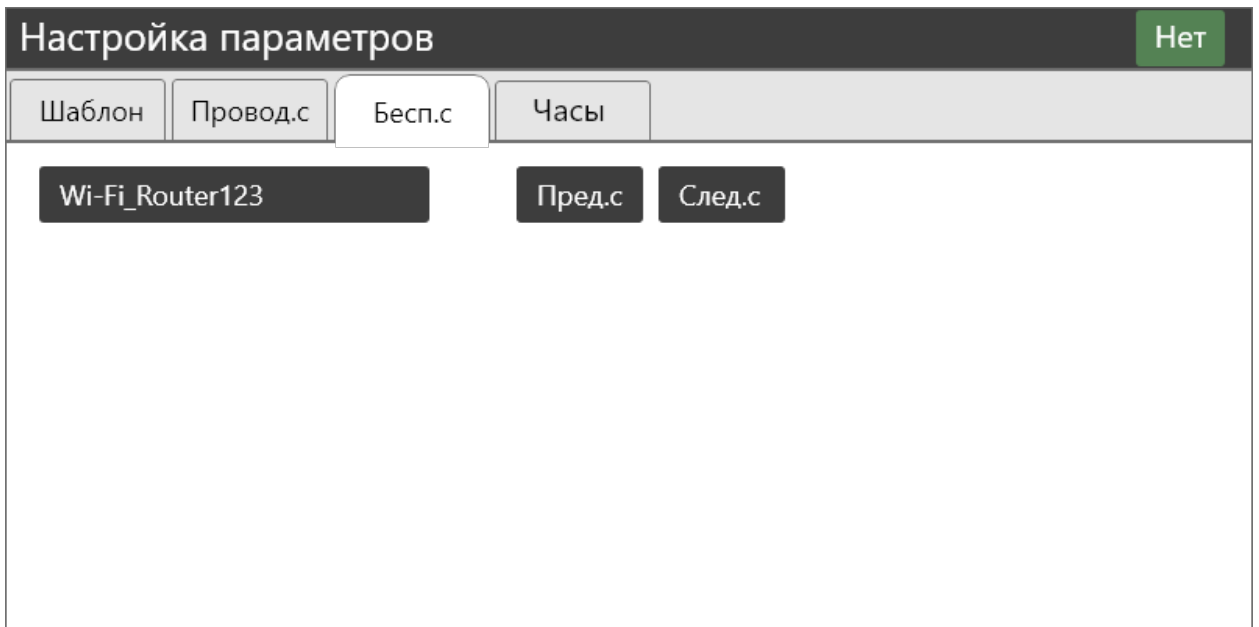 Настройка параметров Нет
Шаблон Провод.с Бесп.с Часы
Wi-Fi_Router123 Пред.с След.с